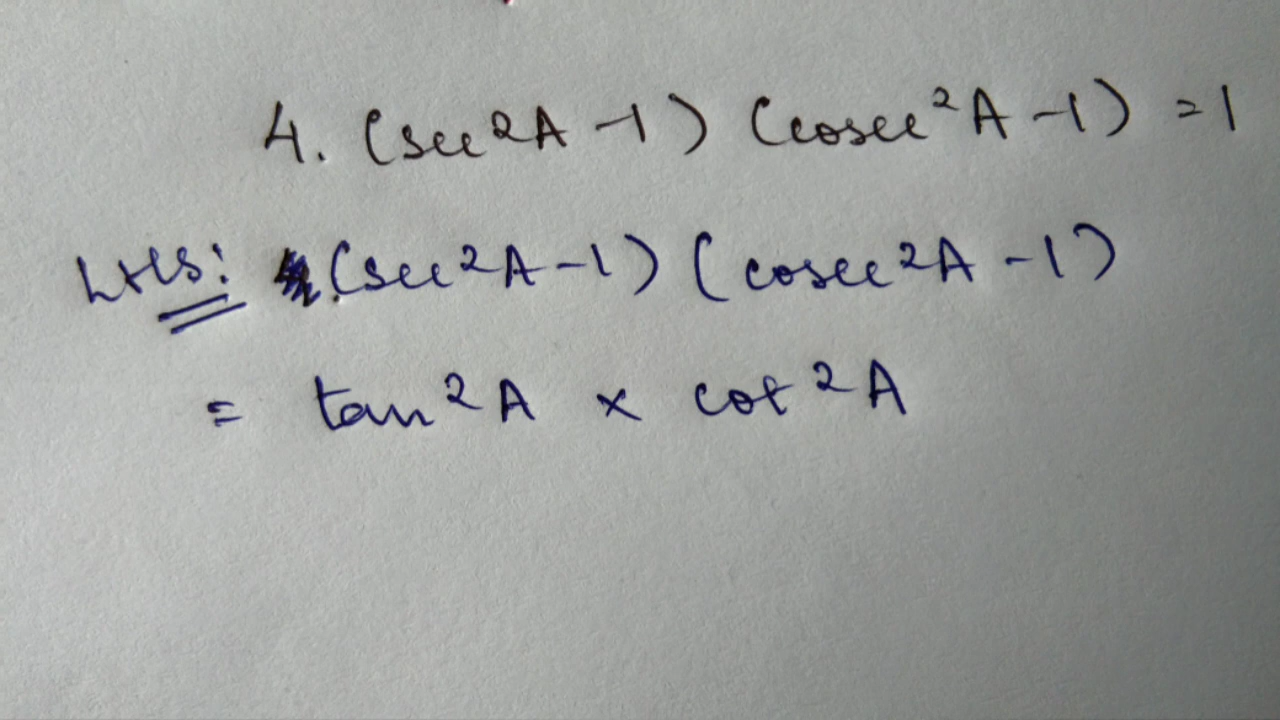 4. (sec²A - 1) (cosec²A - 1) = 1
LHS: (sec²A - 1) (cosec²A - 1)
= tan²A × cot²A